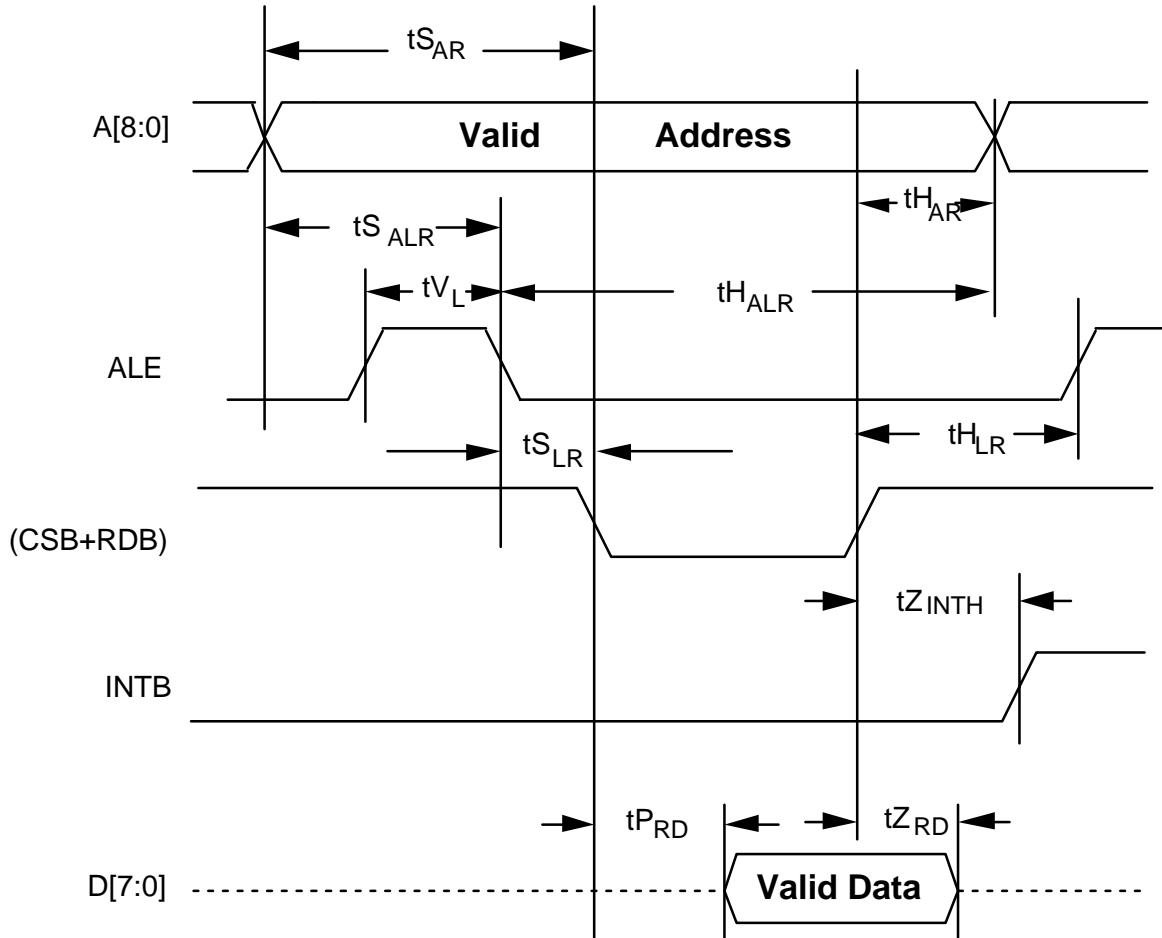 tSAR
A[8:0]
Valid Address
tHAR
tSALR
tVL
tHALR
ALE
tSLR
tHLR
(CSB+RDB)
tZINTH
INTB
tPRD
tZRD
D[7:0]
Valid Data